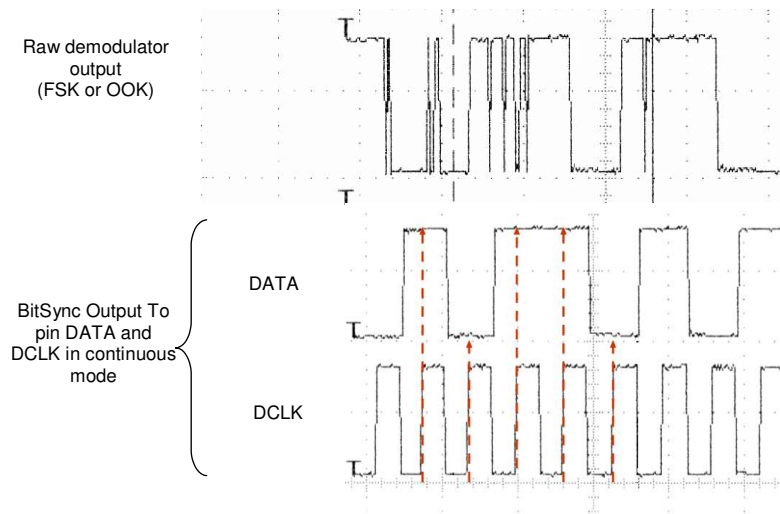 Raw demodulator
output
(FSK or OOK)
DATA
BitSync Output To
pin DATA and
DCLK in continuous
mode
DCLK